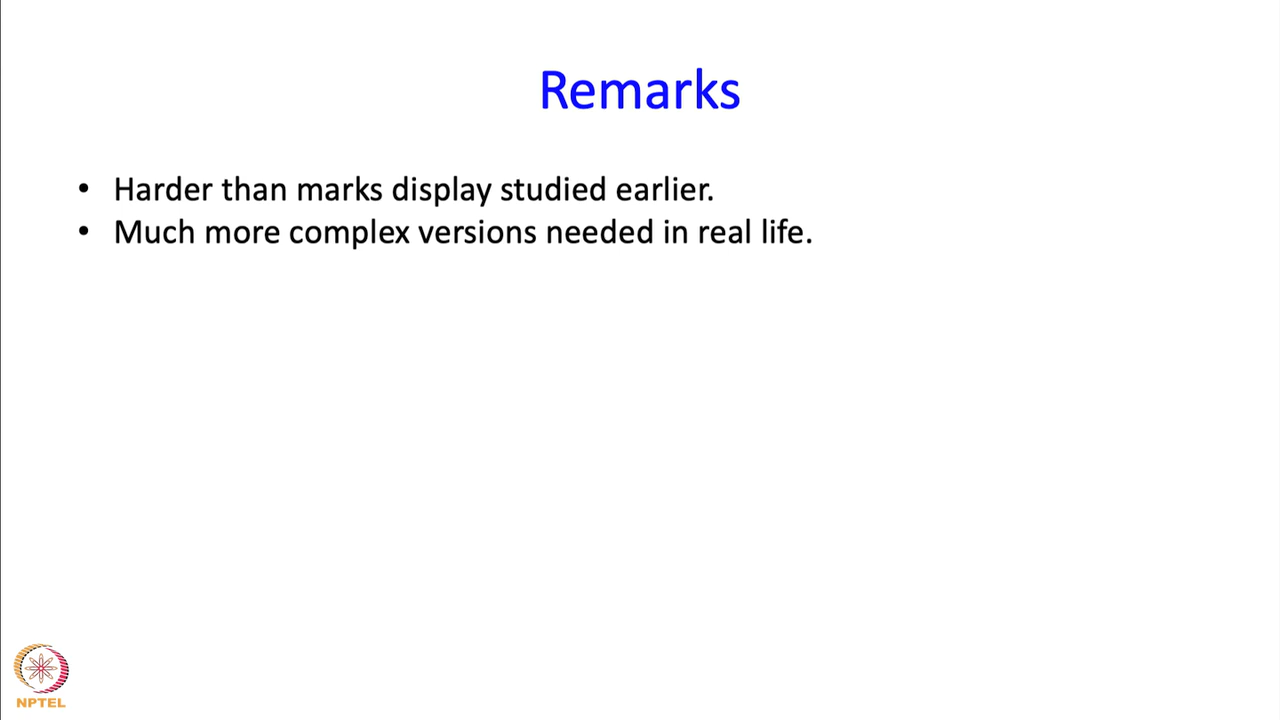 Remarks
• Harder than marks display studied earlier.
• Much more complex versions needed in real life.
NPTEL